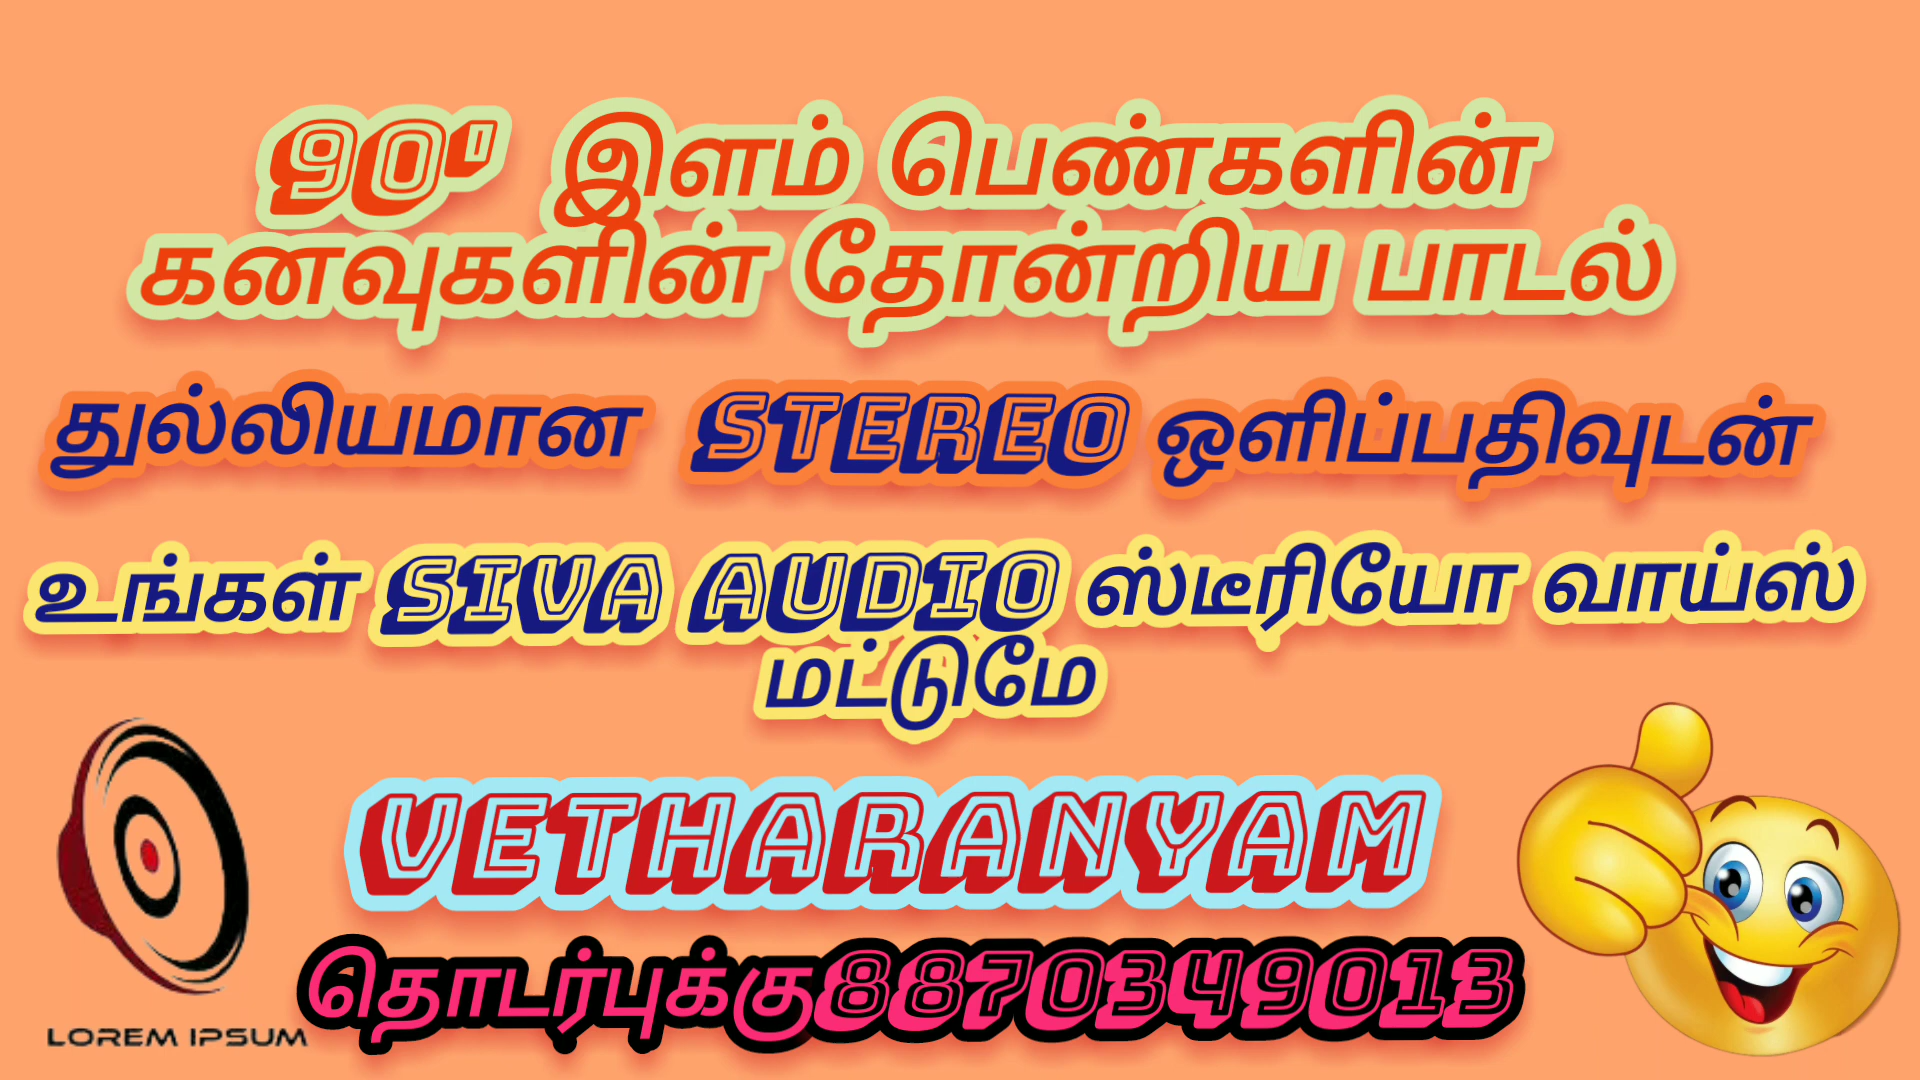 90' இளம் பெண்களின்
கனவுகளின் தோன்றிய பாடல்
துல்லியமான STEREO ஒளிப்பதிவுடன்
உங்கள் SIVA AUDIO ஸ்டீரியோ வாய்ஸ்
மட்டுமே
VETHARANYAM
தொடர்புக்கு8870349013
LOREM IPSUM